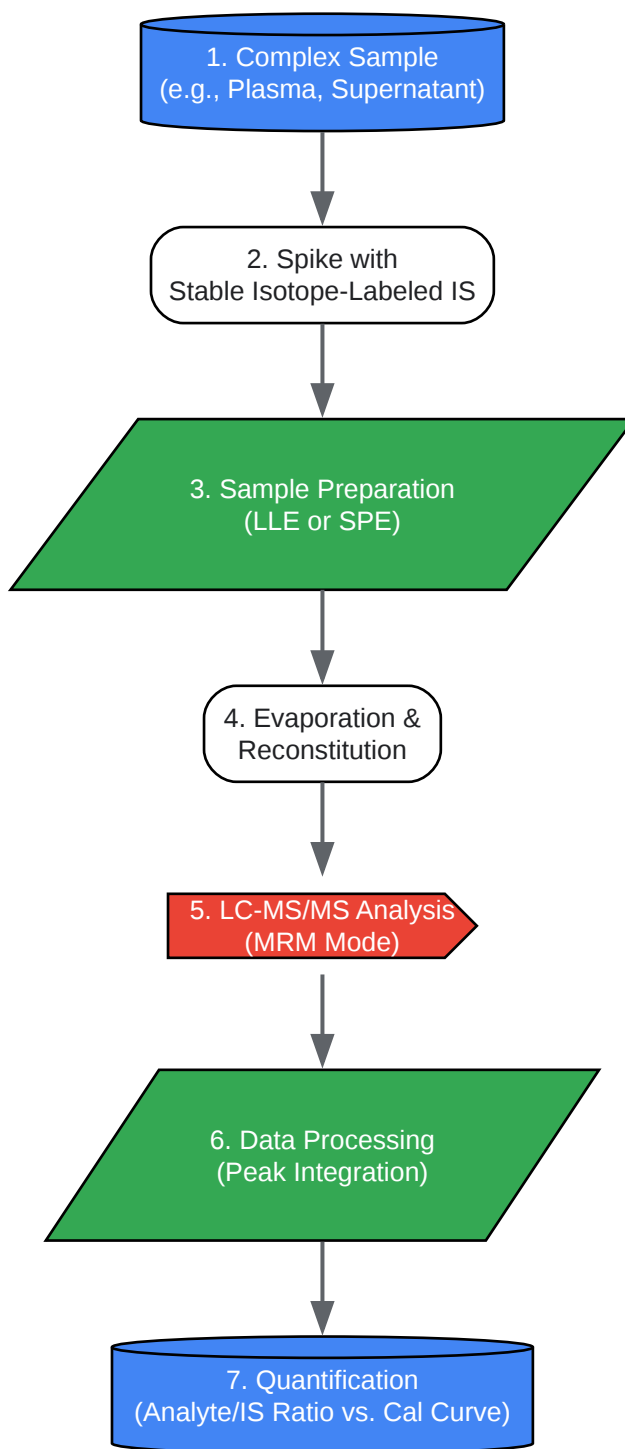 1. Complex Sample
(e.g., Plasma, Supernatant)
2. Spike with
Stable Isotope-Labeled IS
3. Sample Preparation
(LLE or SPE)
4. Evaporation &
Reconstitution
5. LC-MS/MS Analysis
(MRM Mode)
6. Data Processing
(Peak Integration)
7. Quantification
(Analyte/IS Ratio vs. Cal Curve)